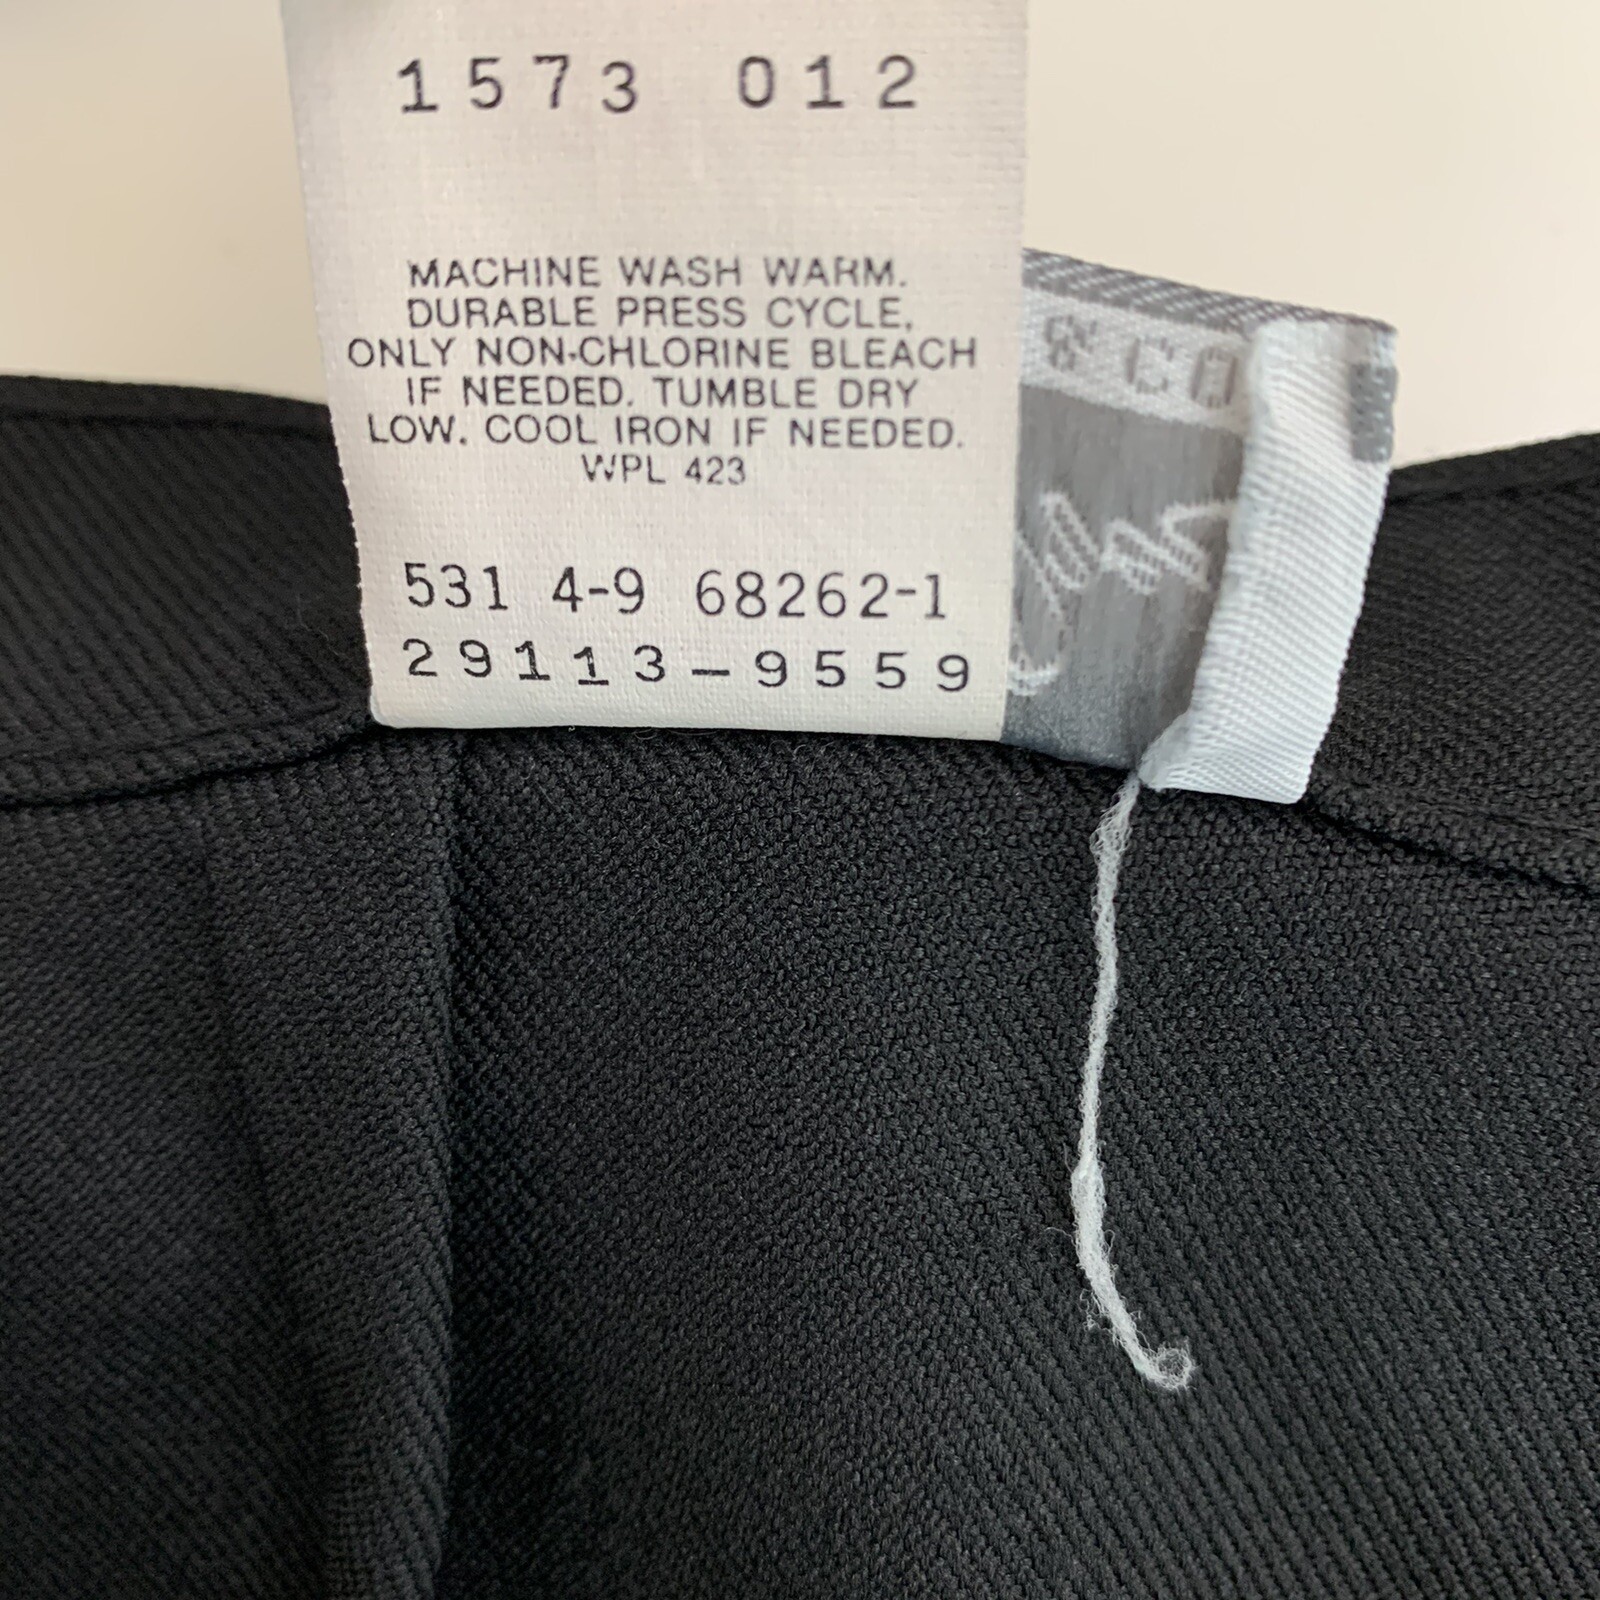 1573 012
MACHINE WASH WARM.
DURABLE PRESS CYCLE,
ONLY NON-CHLORINE BLEACH
IF NEEDED. TUMBLE DRY
LOW. COOL IRON IF NEEDED.
WPL 423
531 4-9 68262-1
29113-9559